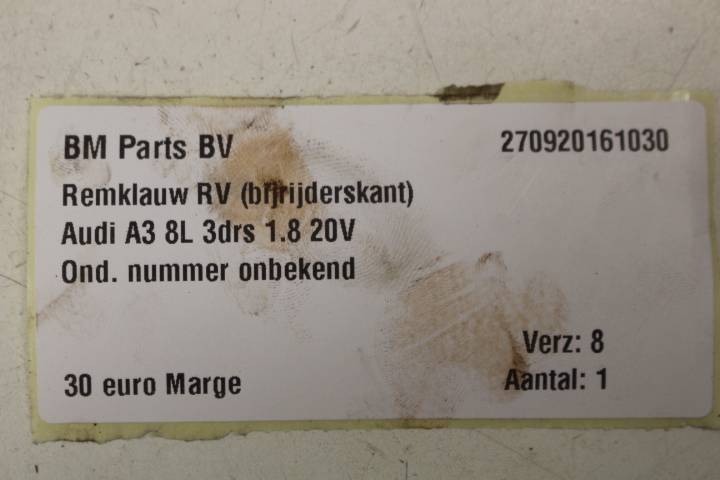 BM Parts BV 270920161030
Remklauw RV (bijrijderskant)
Audi A3 8L 3drs 1.8 20V
Ond. nummer onbekend
Verz: 8
30 euro Marge Aantal: 1